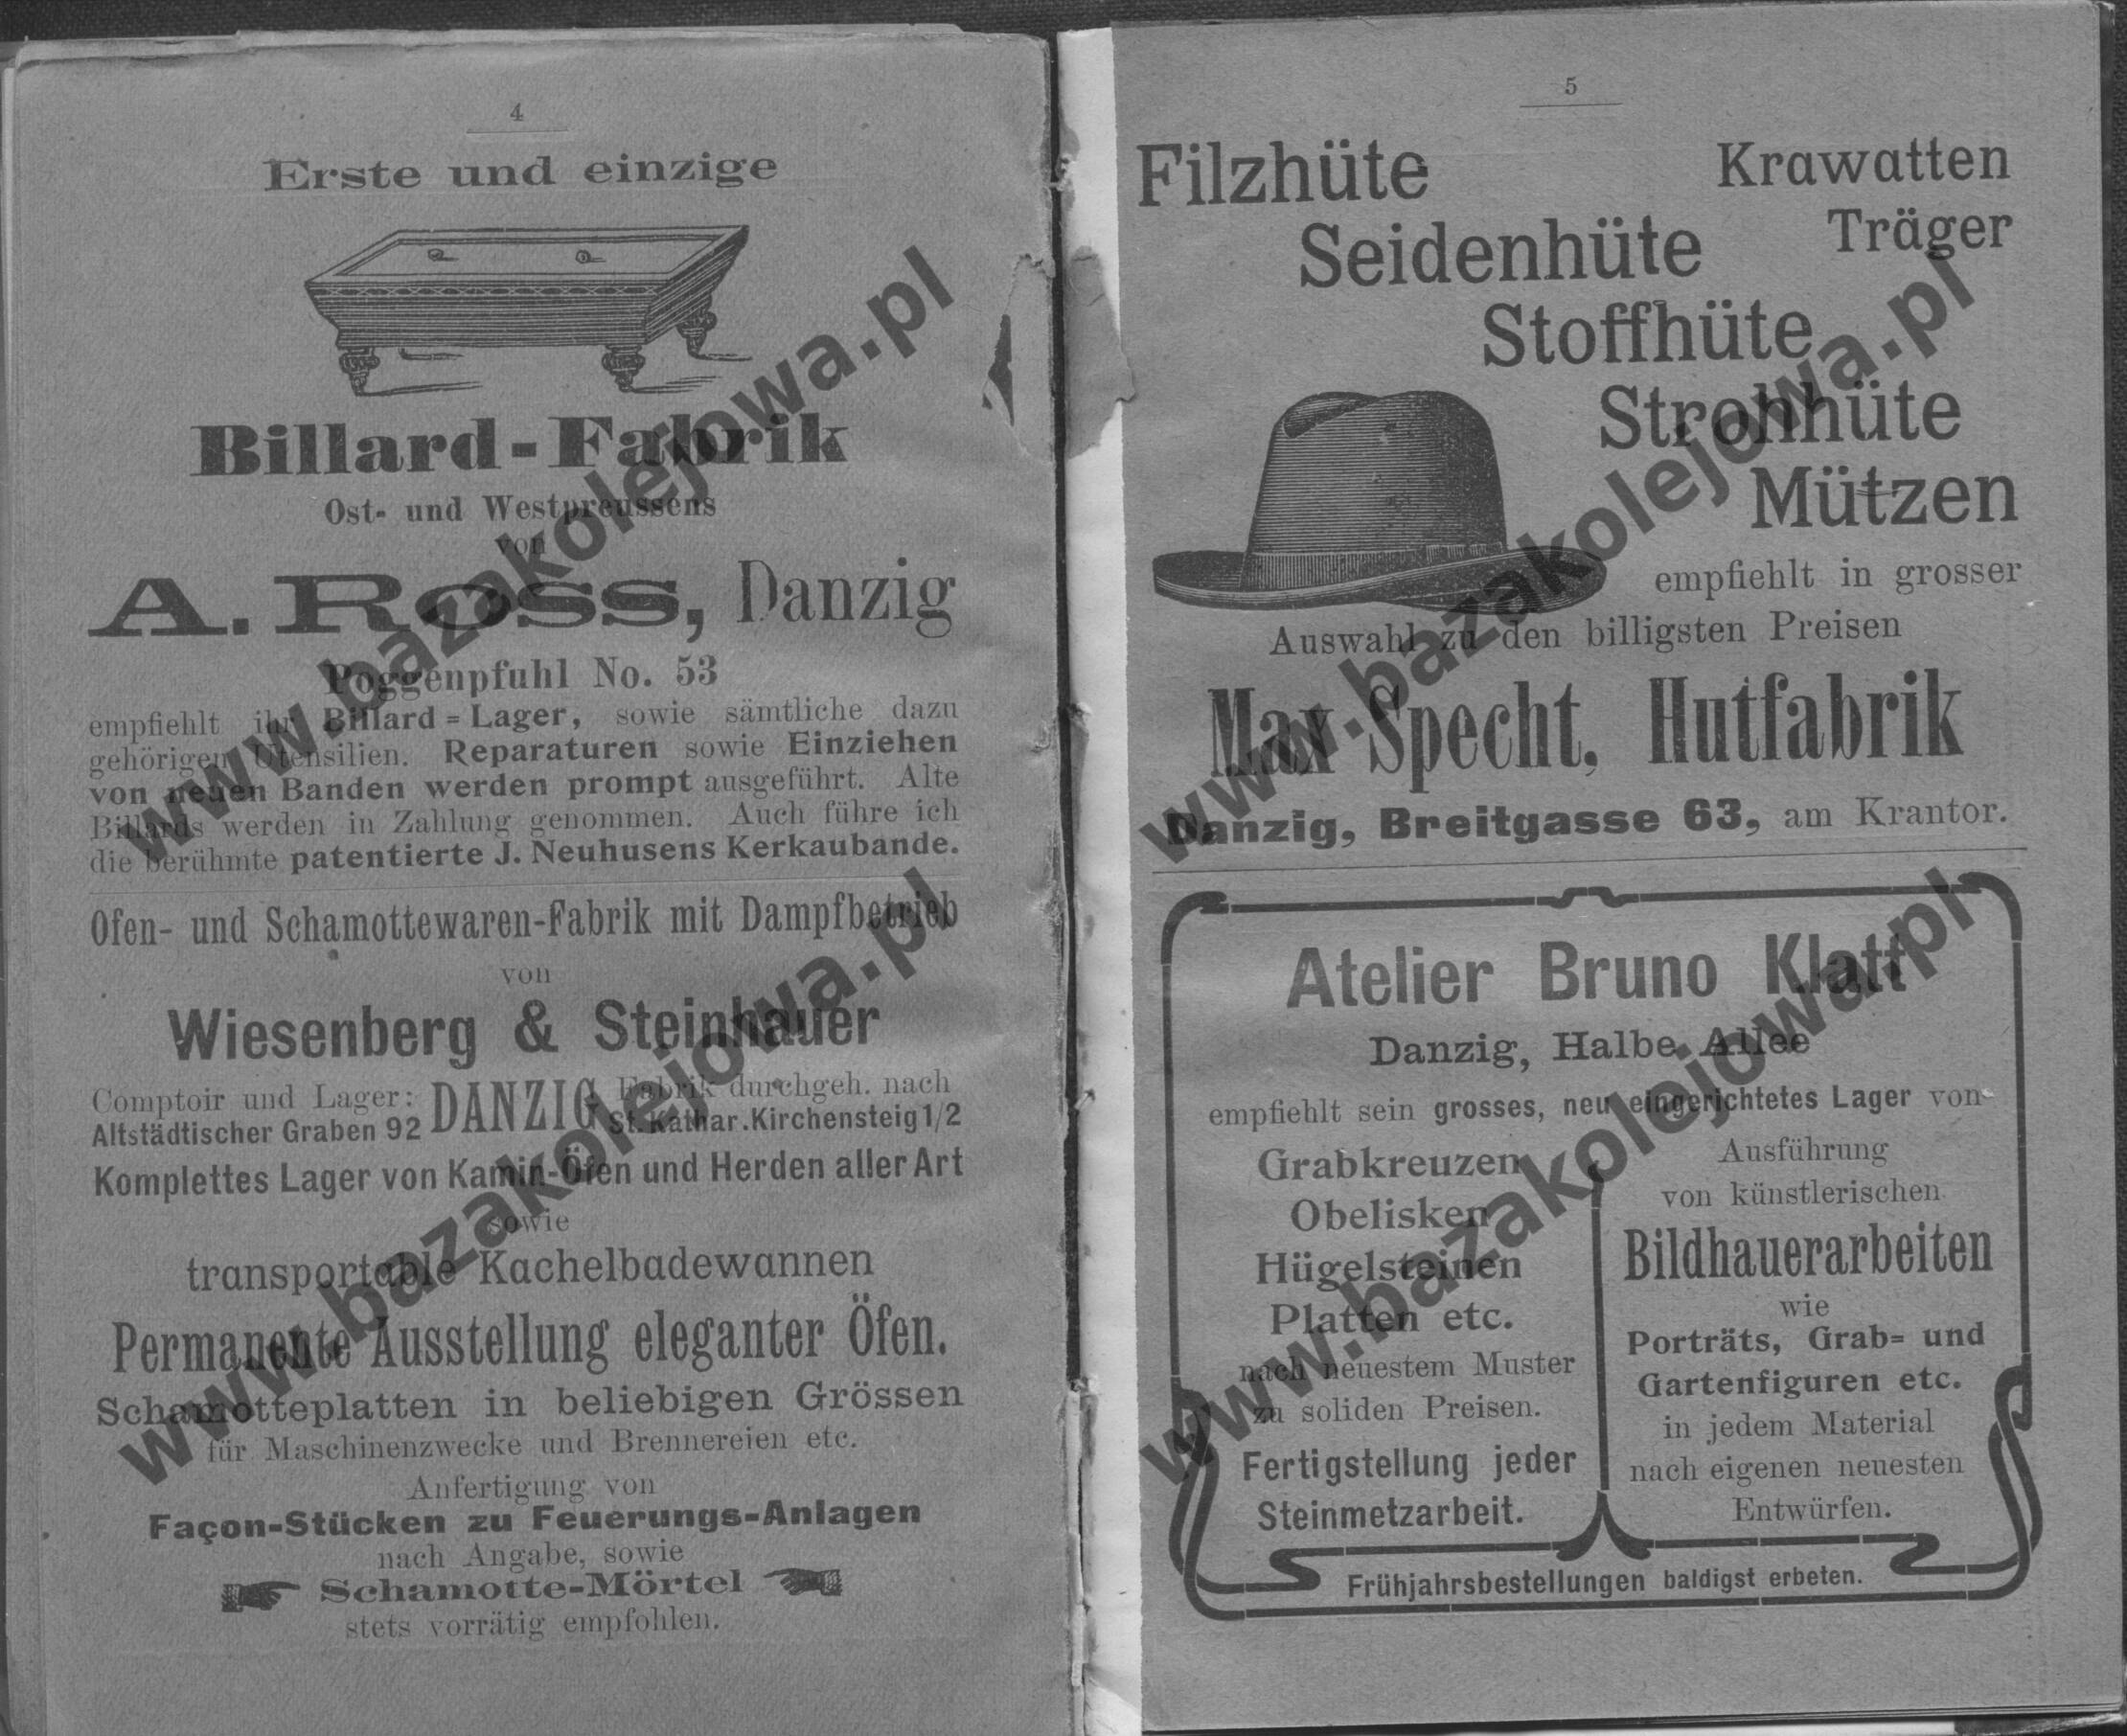 4
Erste und einzige
Billard-Fabrik
Ost- und Westpreussens
von
A. Ross, Danzig
Poggenpfuhl No. 53
empfiehlt ihr Billard=Lager, sowie sämtliche dazu
gehörigen Utensilien. Reparaturen sowie Einziehen
von neuen Banden werden prompt ausgeführt. Alte
Billards werden in Zahlung genommen. Auch führe ich
die berühmte patentierte J. Neuhusens Kerkaubande.
Ofen- und Schamottewaren-Fabrik mit Dampfbetrieb
von
Wiesenberg & Steinhauer
Comptoir und Lager:
Altstädtischer Graben 92
DANZIG
Fabrik durchgeh. nach
St. Kathar.Kirchensteig 1/2
Komplettes Lager von Kamin-Öfen und Herden aller Art
sowie
transportable Kachelbadewannen
Permanente Ausstellung eleganter Öfen.
Schamotteplatten in beliebigen Grössen
für Maschinenzwecke und Brennereien etc.
Anfertigung von
Façon-Stücken zu Feuerungs-Anlagen
nach Angabe, sowie
Schamotte-Mörtel
stets vorrätig empfohlen.
www.bazakolejowa.pl
www.bazakolejowa.pl
5
Filzhüte
Krawatten
Träger
Seidenhüte
Stoffhüte
Strohhüte
Mützen
empfiehlt in grosser
Auswahl zu den billigsten Preisen
Max Specht, Hutfabrik
Danzig, Breitgasse 63, am Krantor.
Atelier Bruno Klatt
Danzig, Halbe Allee
empfiehlt sein grosses, neu eingerichtetes Lager von
Grabkreuzen
Obelisken
Hügelsteinen
Platten etc.
nach neuestem Muster
zu soliden Preisen.
Fertigstellung jeder
Steinmetzarbeit.
Ausführung
von künstlerischen
Bildhauerarbeiten
wie
Porträts, Grab= und
Gartenfiguren etc.
in jedem Material
nach eigenen neuesten
Entwürfen.
Frühjahrsbestellungen baldigst erbeten.
www.bazakolejowa.pl
www.bazakolejowa.pl